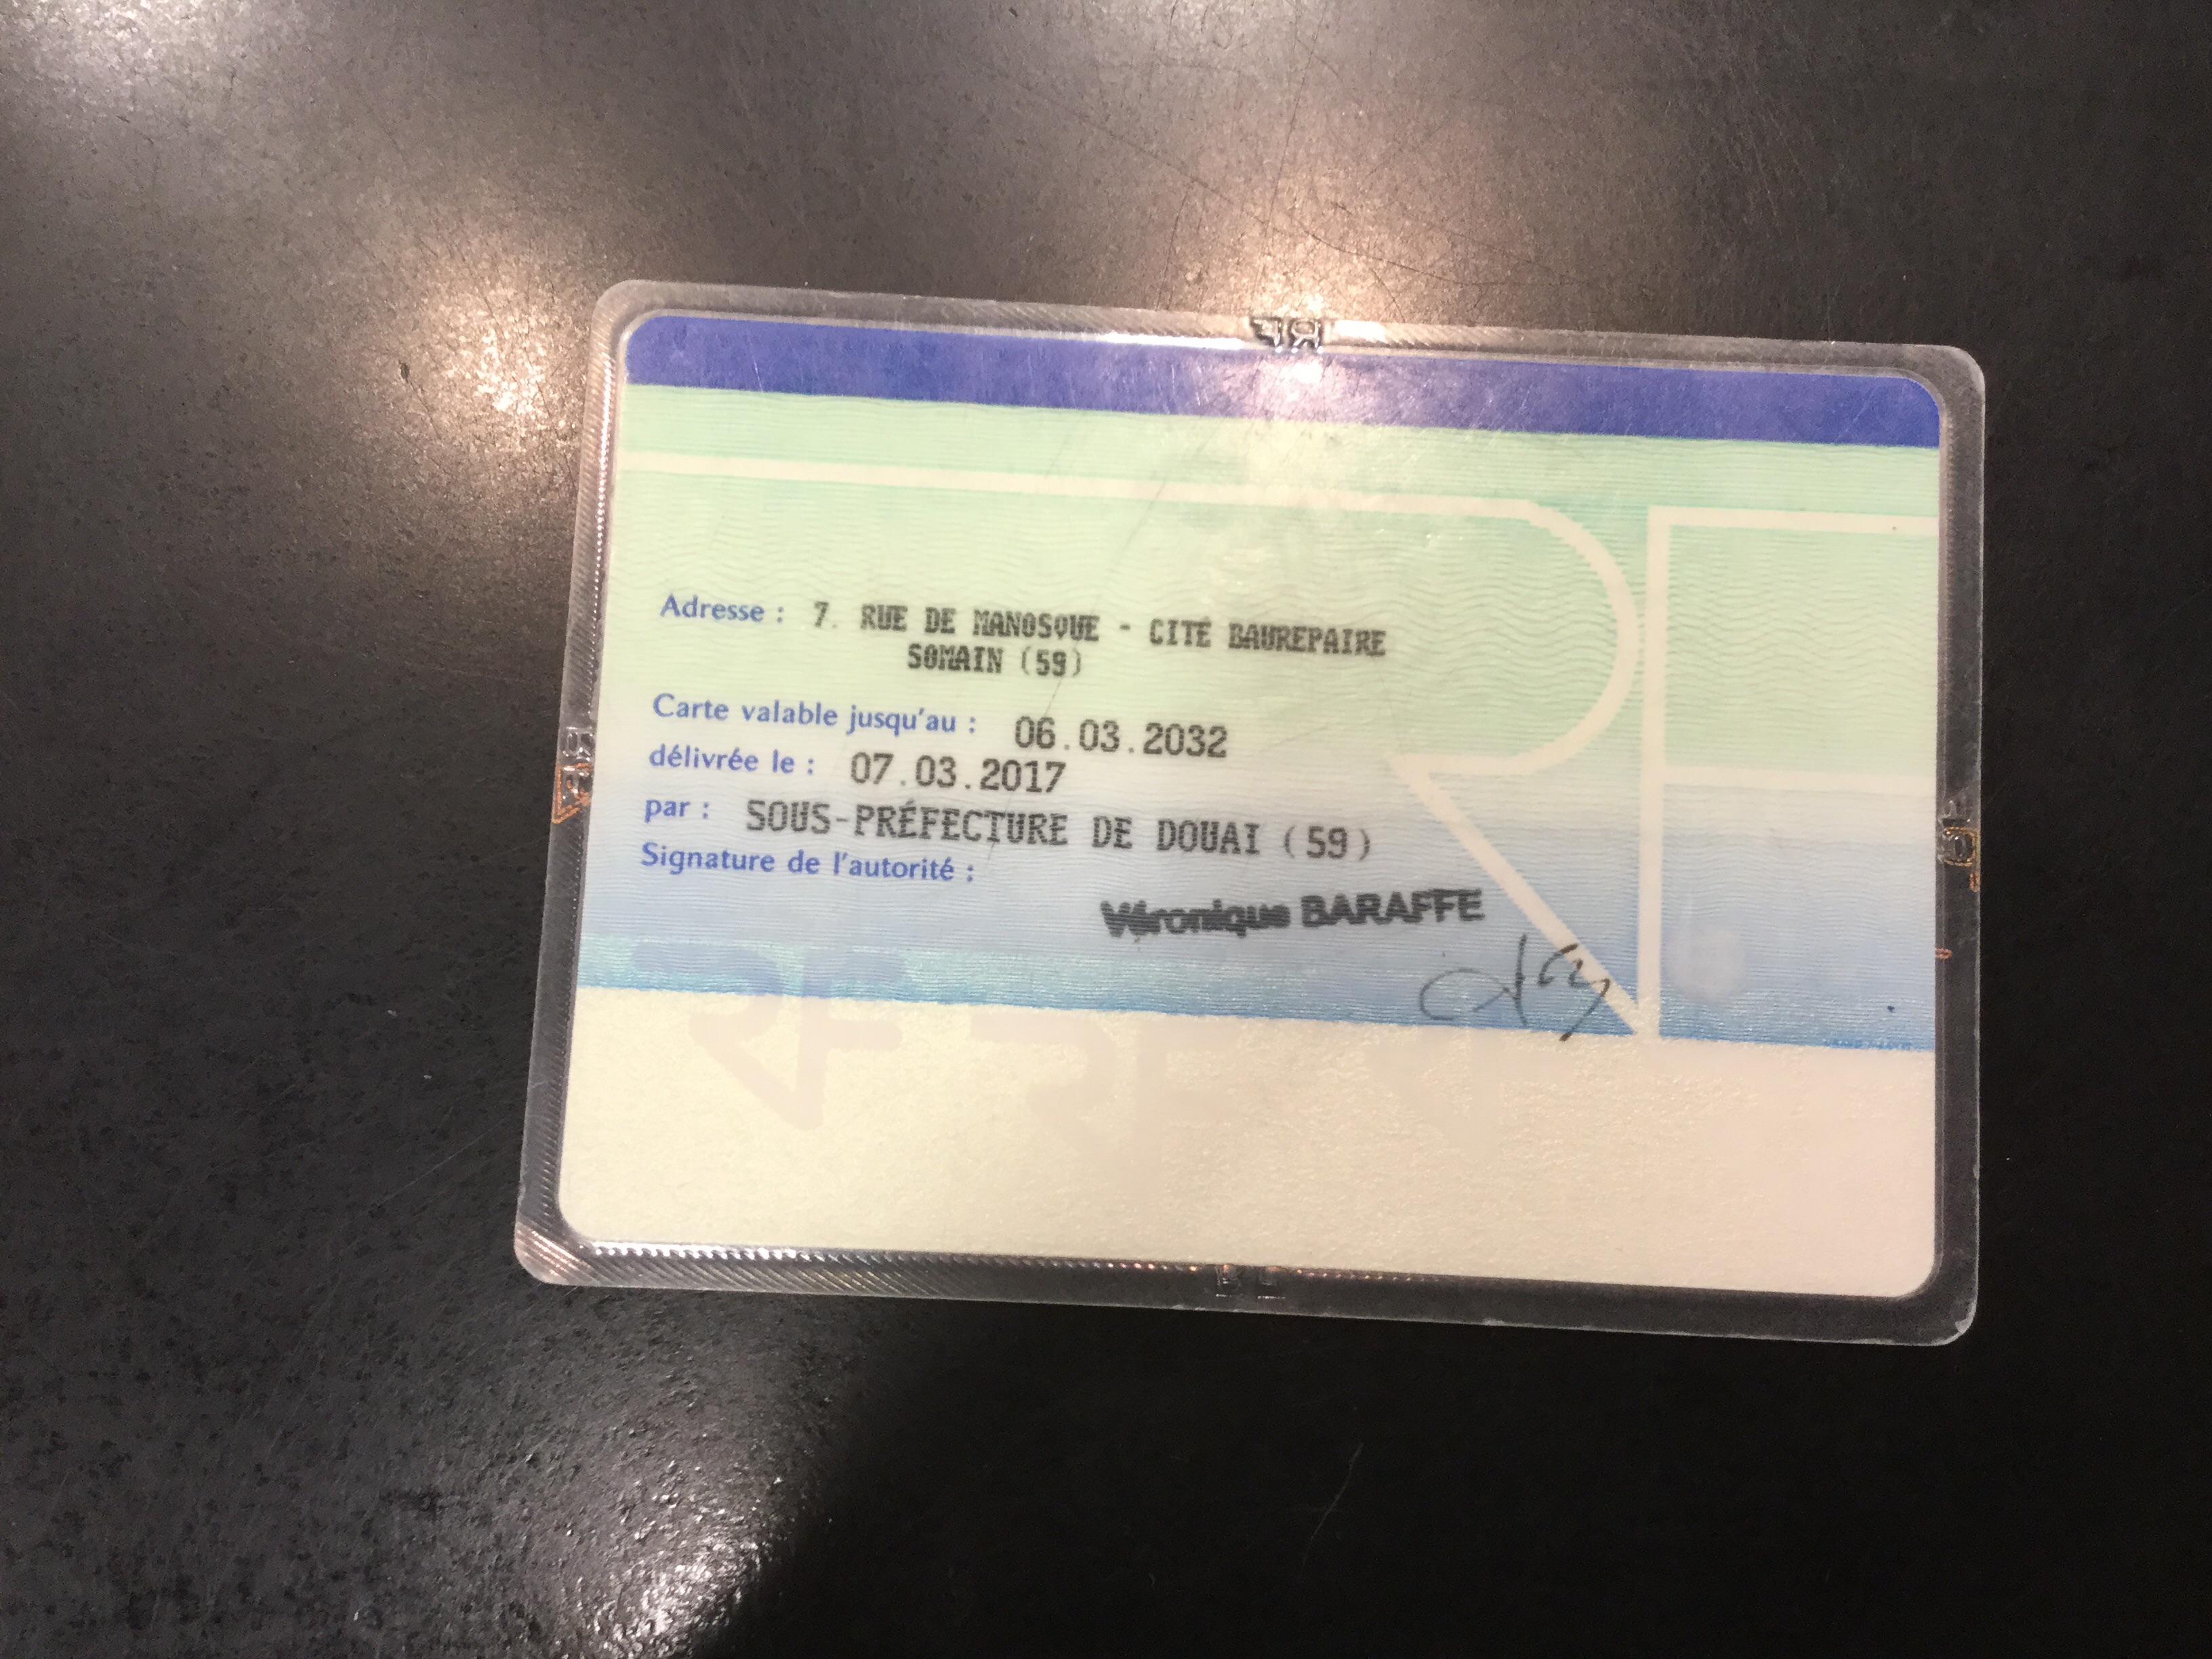 Adresse : 7. RUE DE MANOSQUE - CITÉ BAUREPAIRE
SOMAIN (59)
Carte valable jusqu'au : 06.03.2032
délivrée le : 07.03.2017
par : SOUS-PRÉFECTURE DE DOUAI (59)
Signature de l'autorité :
Véronique BARAFFE
RF